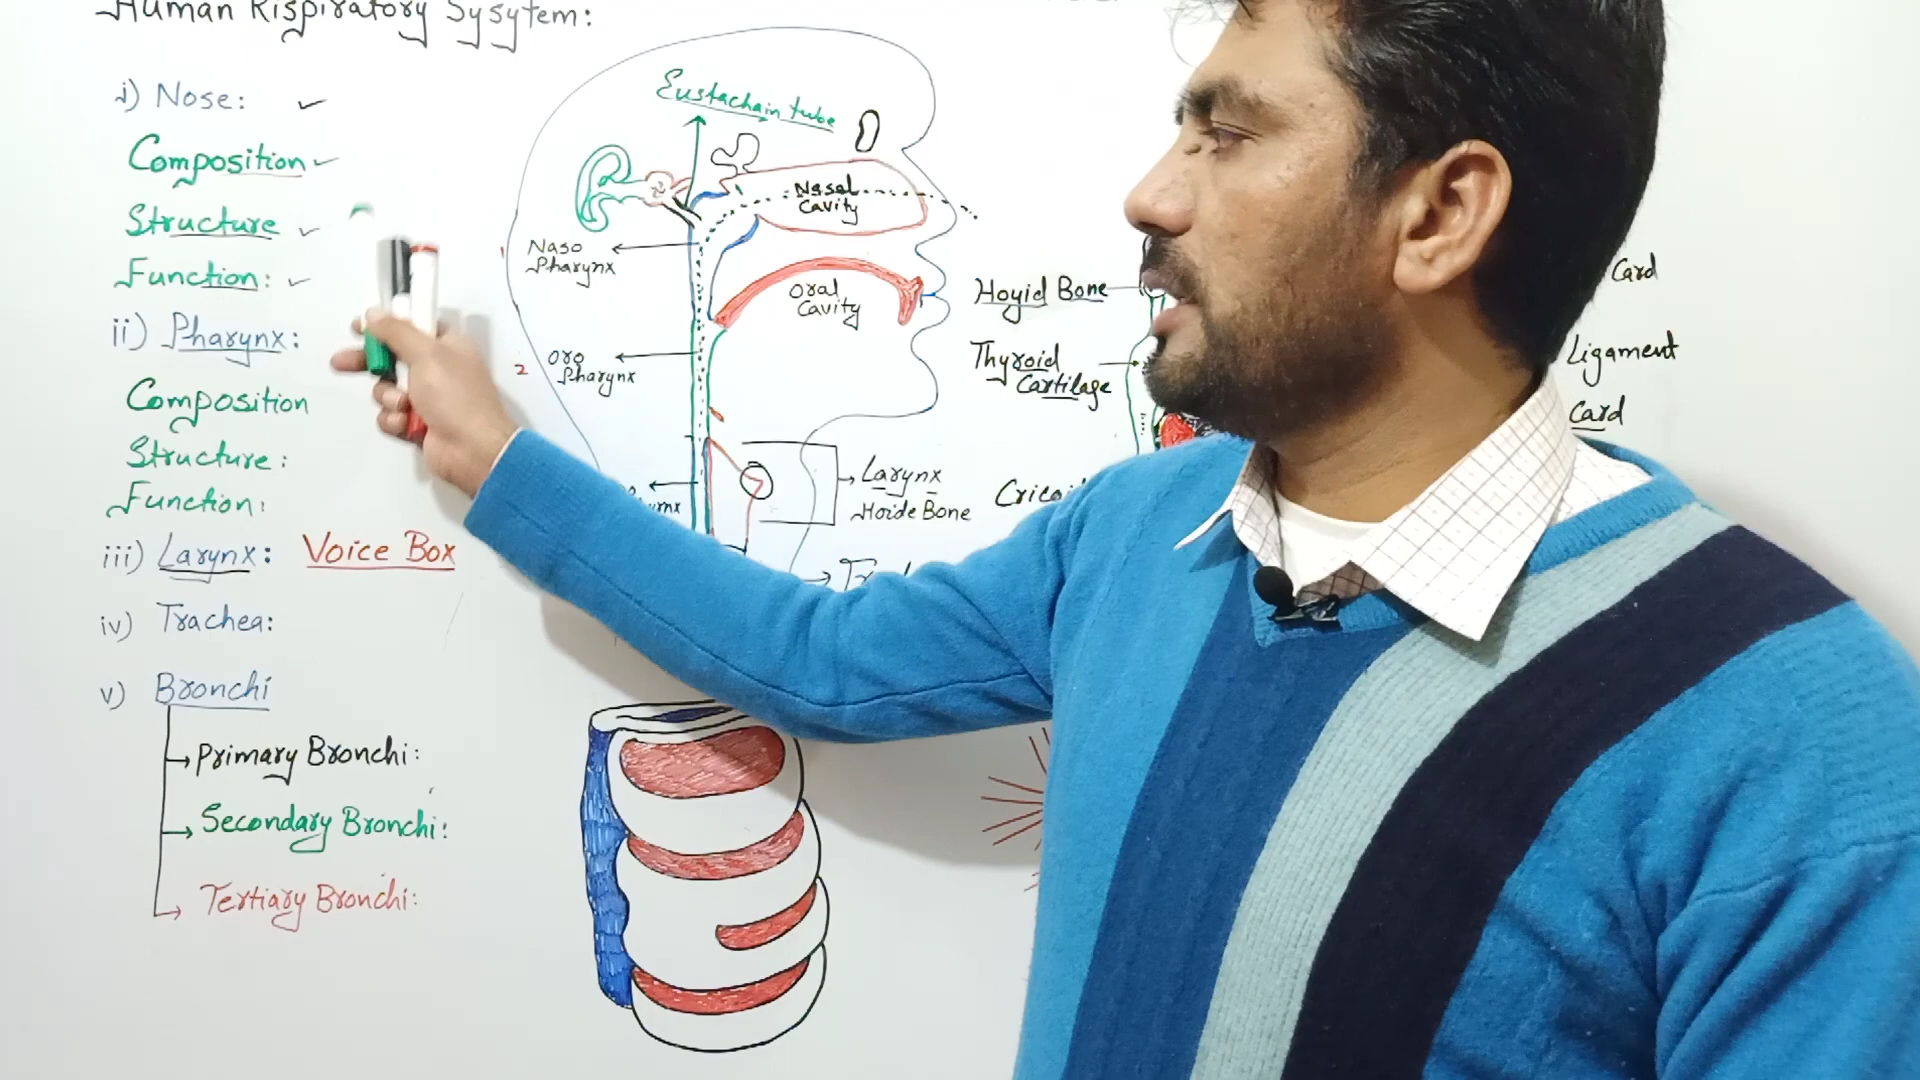 Human Rispiratory Sysytem:
i) Nose:
Composition
Structure
Function:
ii) Pharynx:
Composition
Structure:
Function:
iii) Larynx: Voice Box
iv) Trachea:
v) Bronchi
Primary Bronchi:
Secondary Bronchi:
Tertiary Bronchi:
Eustachain tube
Nasal
Cavity
1
Naso
Pharynx
Oral
Cavity
2
Oro
Pharynx
Larynx
Hoide Bone
Hoyid Bone
Thyroid
Cartilage
Card
Ligament
Card